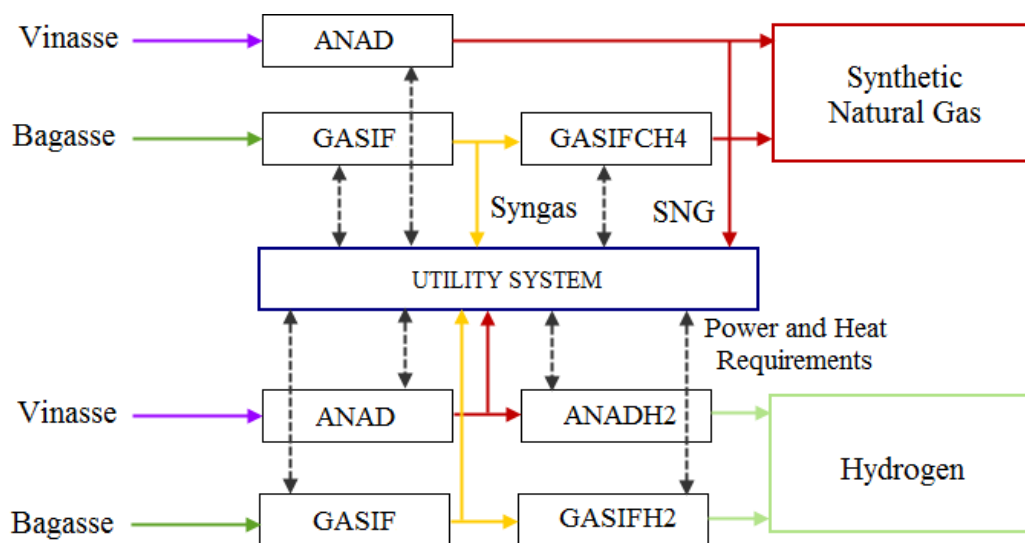 Vinasse
ANAD
Synthetic
Natural Gas
Bagasse
GASIF
GASIFCH4
Syngas
SNG
UTILITY SYSTEM
Power and Heat
Requirements
Vinasse
ANAD
ANADH2
Hydrogen
Bagasse
GASIF
GASIFH2